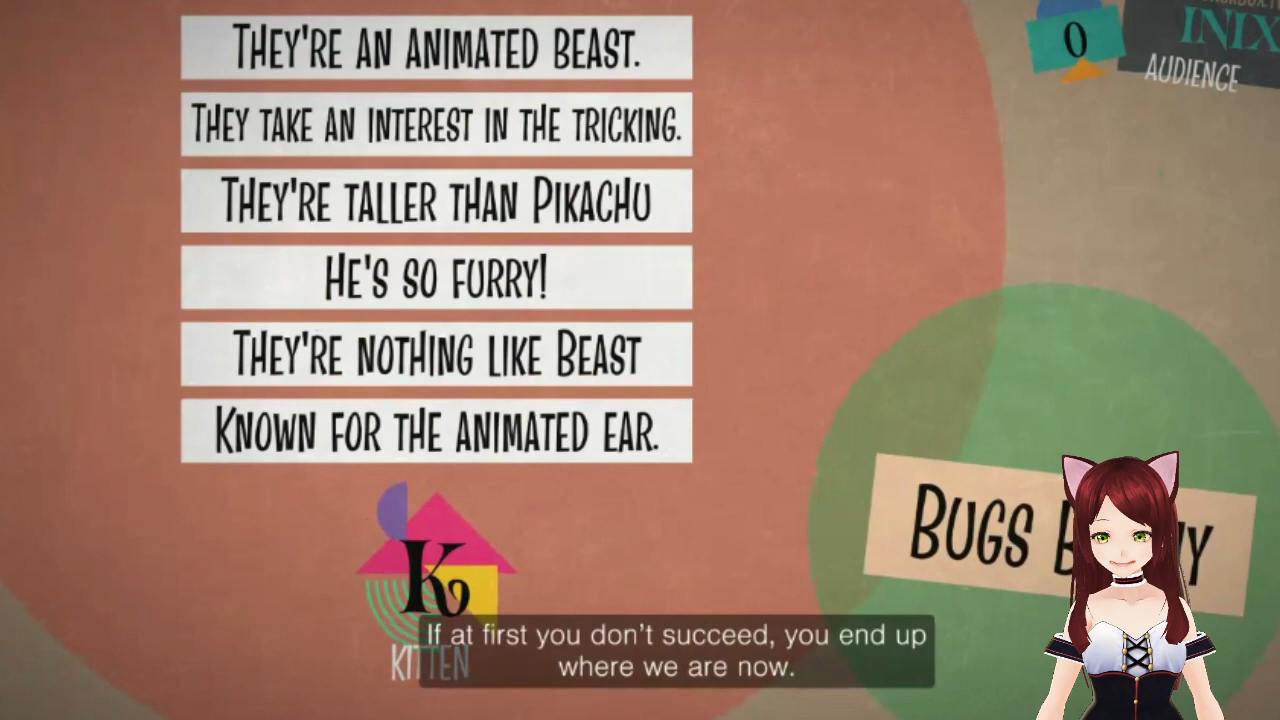 THEY'RE AN ANIMATED BEAST.
0
INIX
AUDIENCE
THEY TAKE AN INTEREST IN THE TRICKING.
THEY'RE TALLER THAN PIKACHU
HE'S SO FURRY!
THEY'RE NOTHING LIKE BEAST
KNOWN FOR THE ANIMATED EAR.
BUGS
K
KITTEN
If at first you don't succeed, you end up
where we are now.